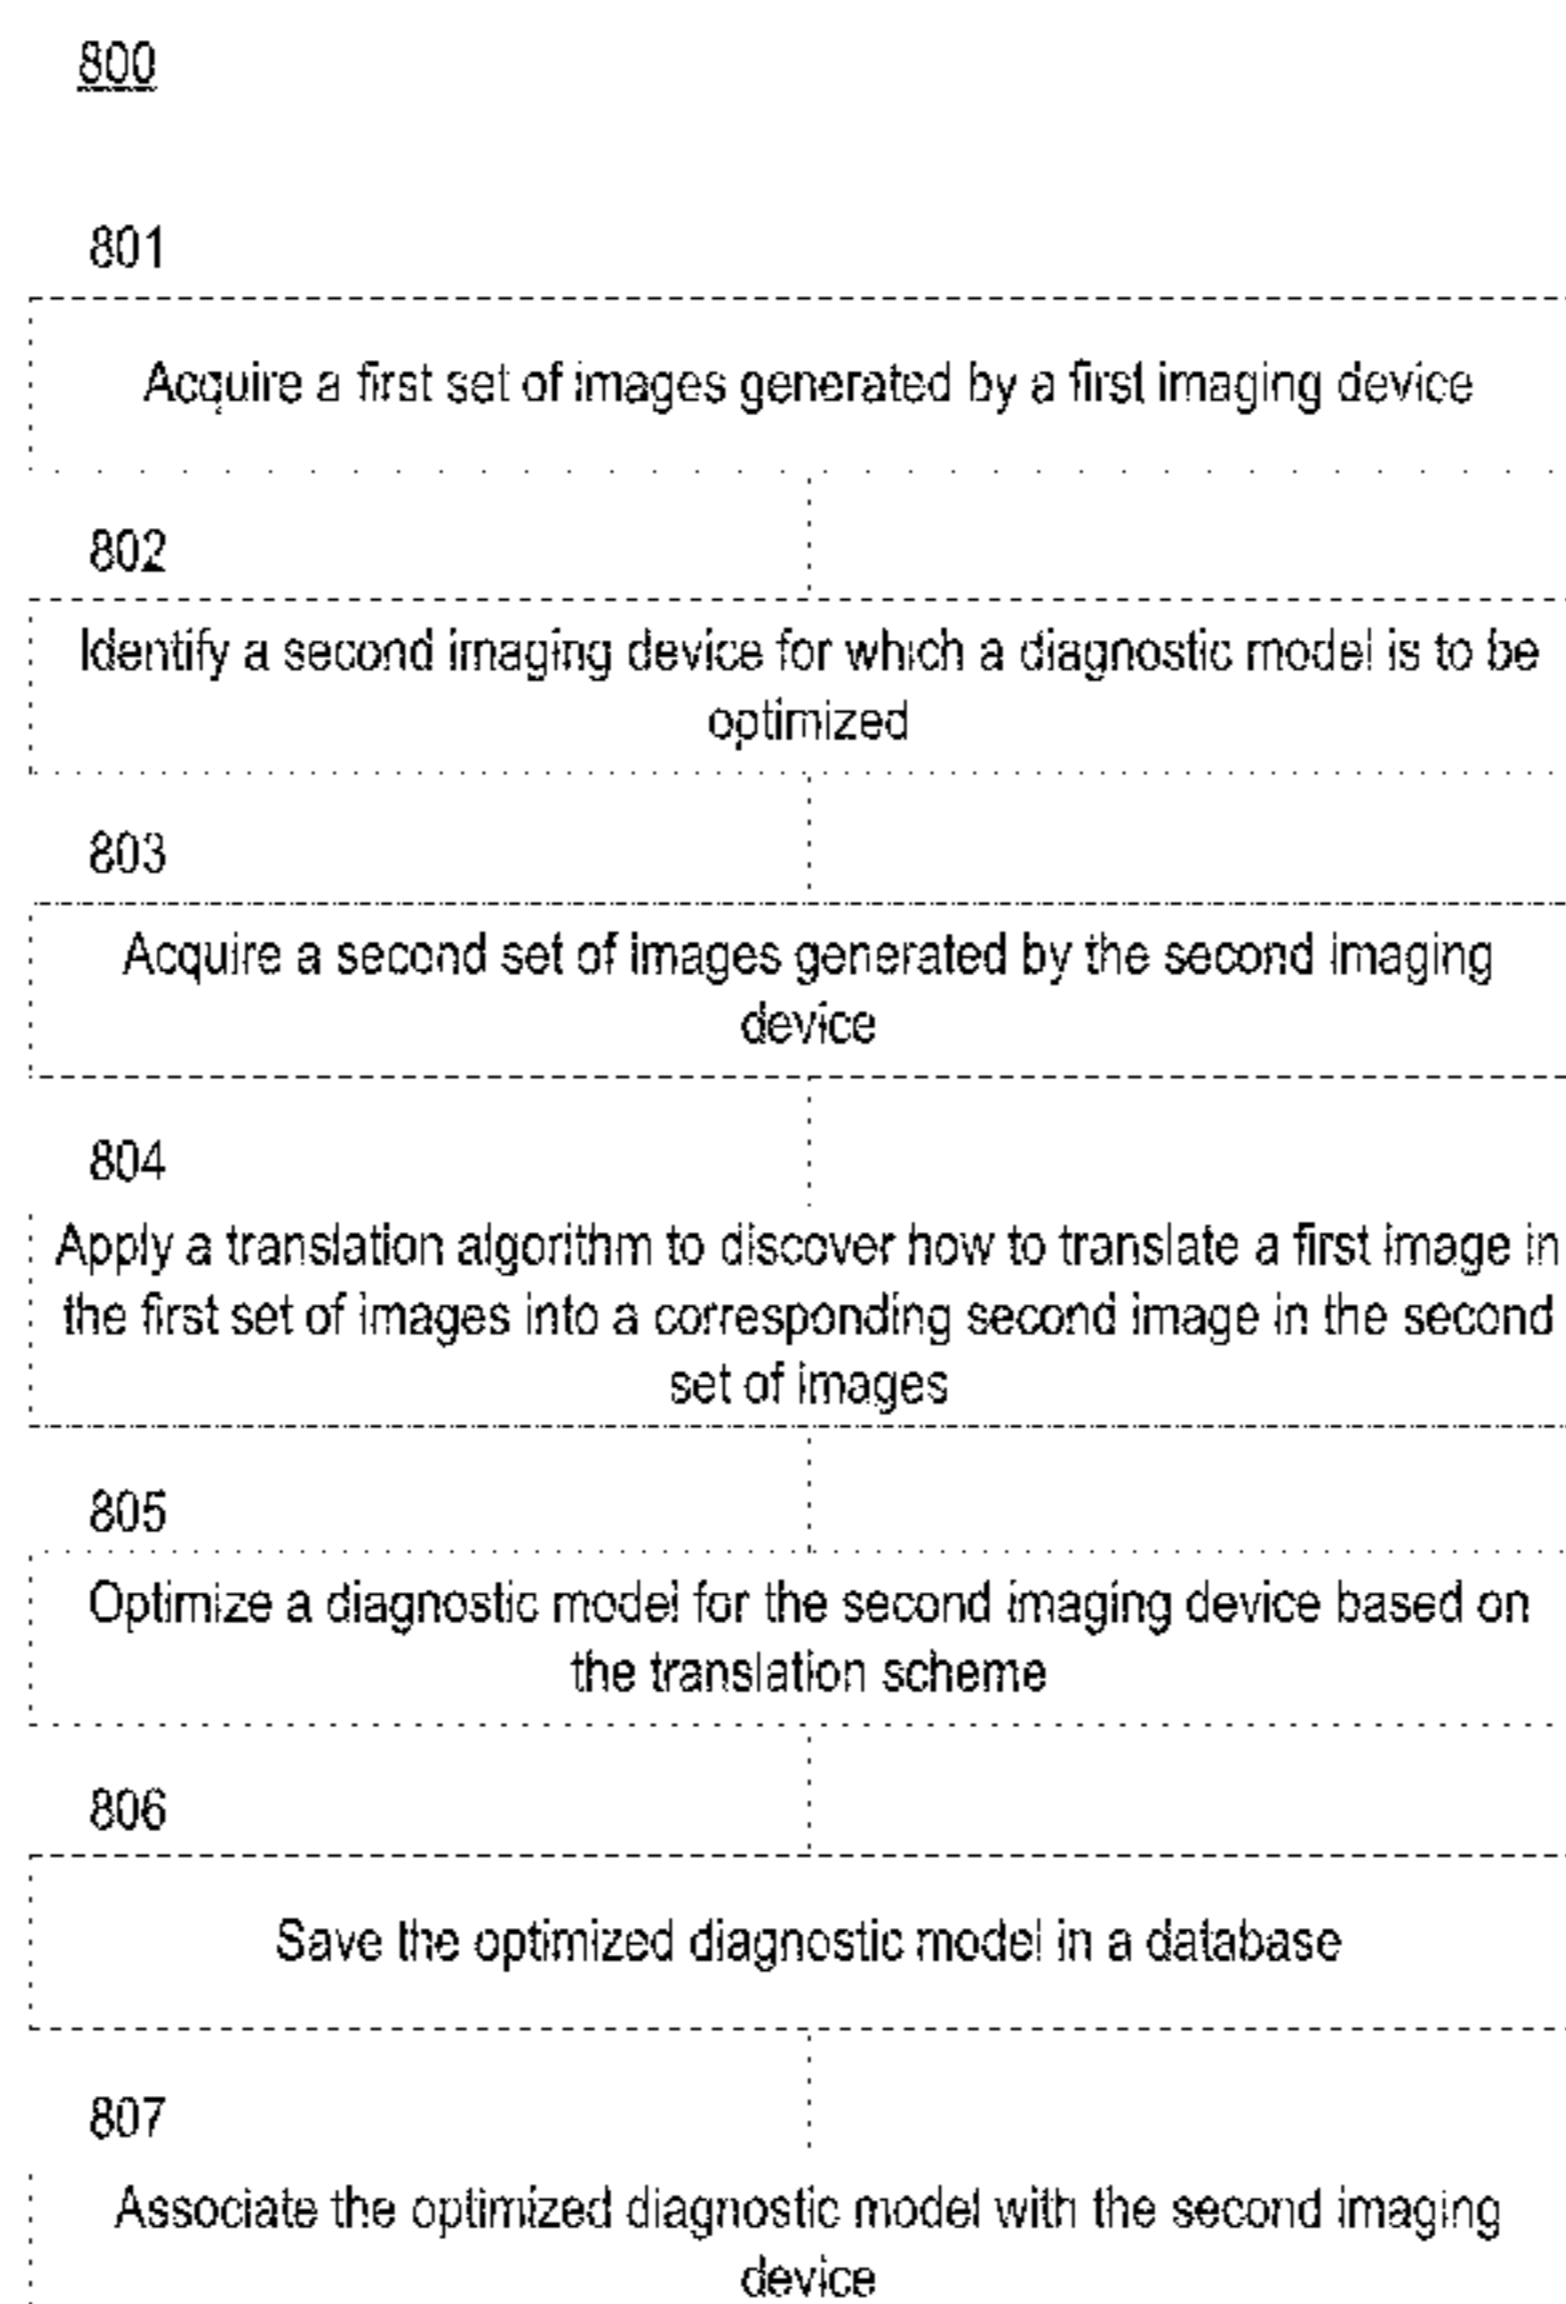 800
801
Acquire a first set of images generated by a first imaging device
802
Identify a second imaging device for which a diagnostic model is to be
optimized
803
Acquire a second set of images generated by the second imaging
device
804
Apply a translation algorithm to discover how to translate a first image in
the first set of images into a corresponding second image in the second
set of images
805
Optimize a diagnostic model for the second imaging device based on
the translation scheme
806
Save the optimized diagnostic model in a database
807
Associate the optimized diagnostic model with the second imaging
device